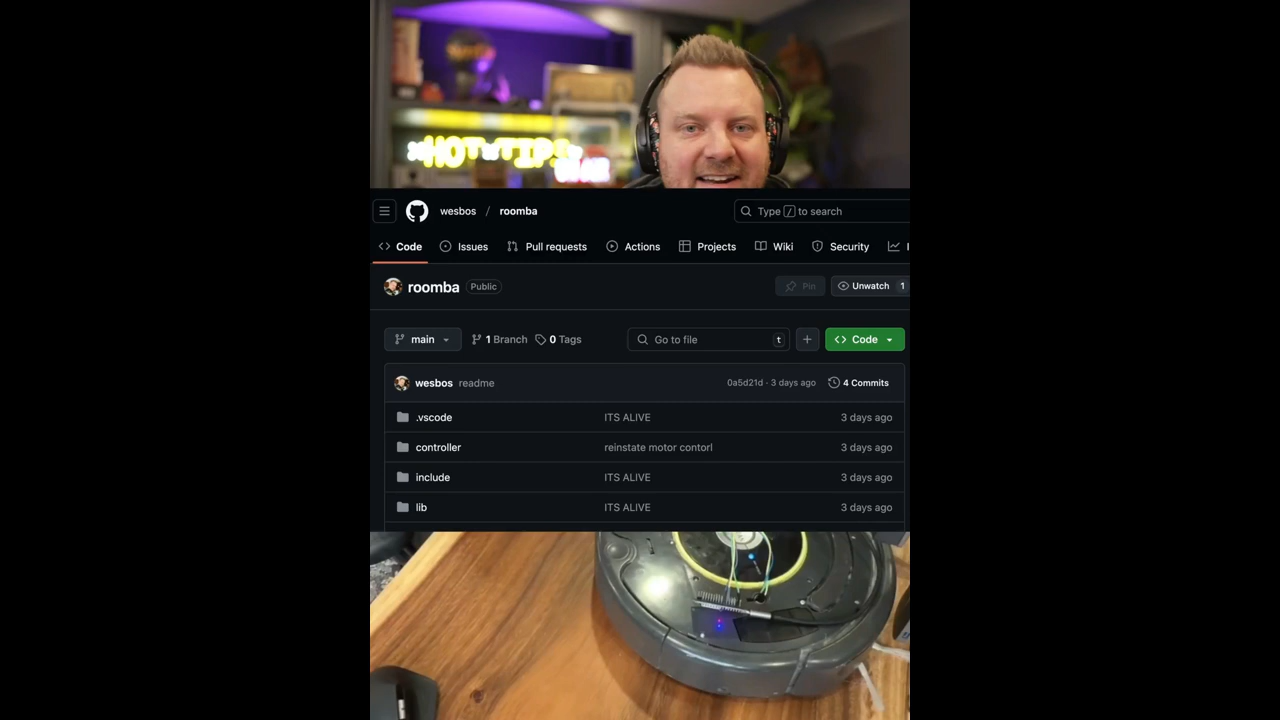 HOT TIPS
wesbos / roomba
Type / to search
Code Issues Pull requests Actions Projects Wiki Security
roomba Public Pin Unwatch 1
main 1 Branch 0 Tags Go to file t Code
wesbos readme 0a5d21d · 3 days ago 4 Commits
.vscode ITS ALIVE 3 days ago
controller reinstate motor contorl 3 days ago
include ITS ALIVE 3 days ago
lib ITS ALIVE 3 days ago